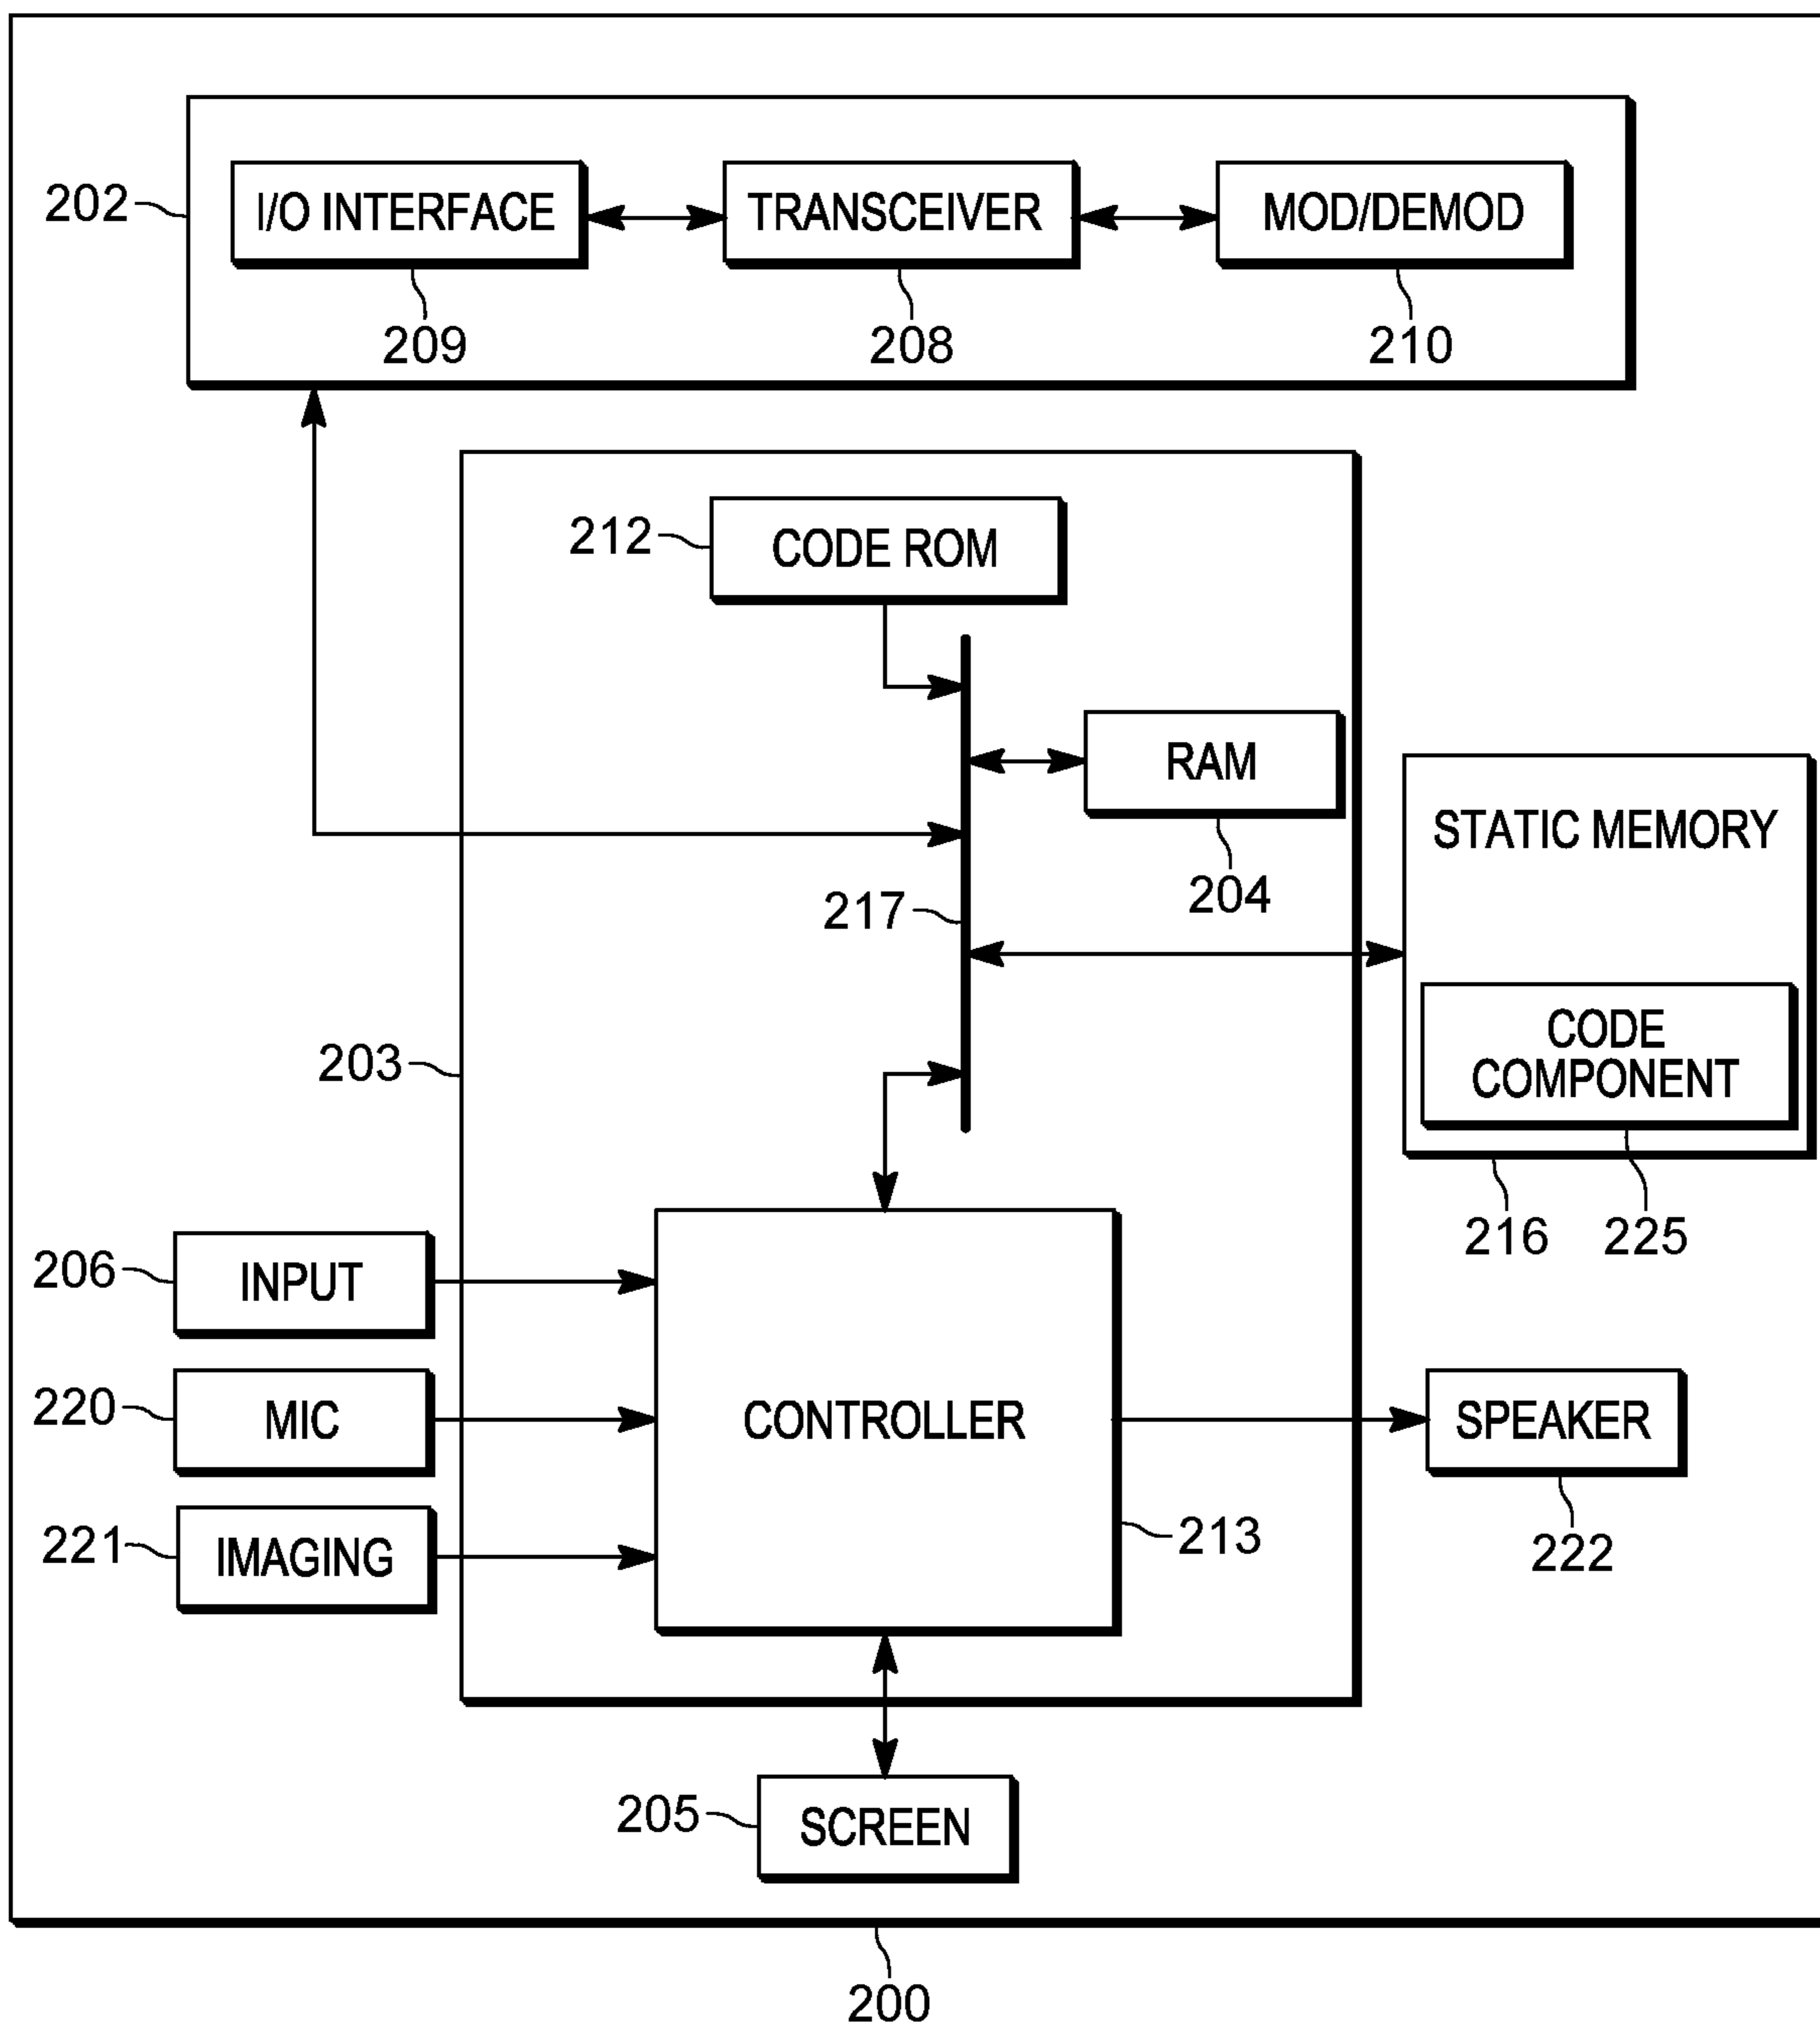 202
I/O INTERFACE
TRANSCEIVER
MOD/DEMOD
209
208
210
212
CODE ROM
RAM
204
217
STATIC MEMORY
CODE
COMPONENT
203
216
225
206
INPUT
220
MIC
CONTROLLER
SPEAKER
221
IMAGING
213
222
205
SCREEN
200